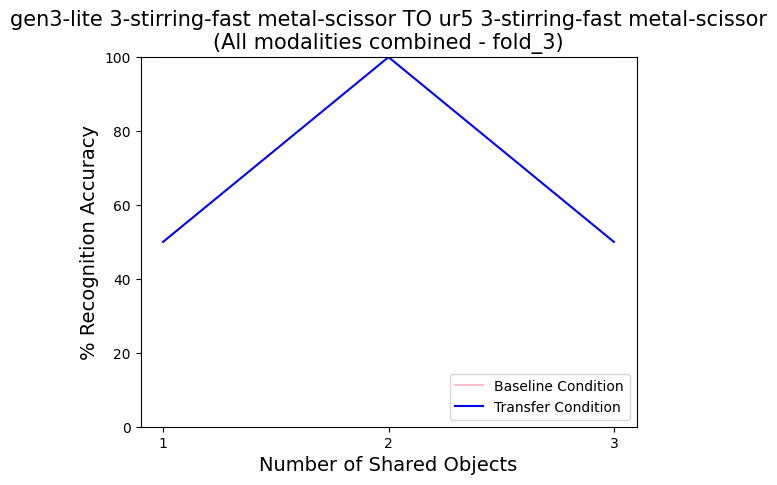 gen3-lite 3-stirring-fast metal-scissor TO ur5 3-stirring-fast metal-scissor
(All modalities combined - fold_3)
100
80
60
40
20
0
% Recognition Accuracy
1 2 3
Number of Shared Objects
Baseline Condition
Transfer Condition